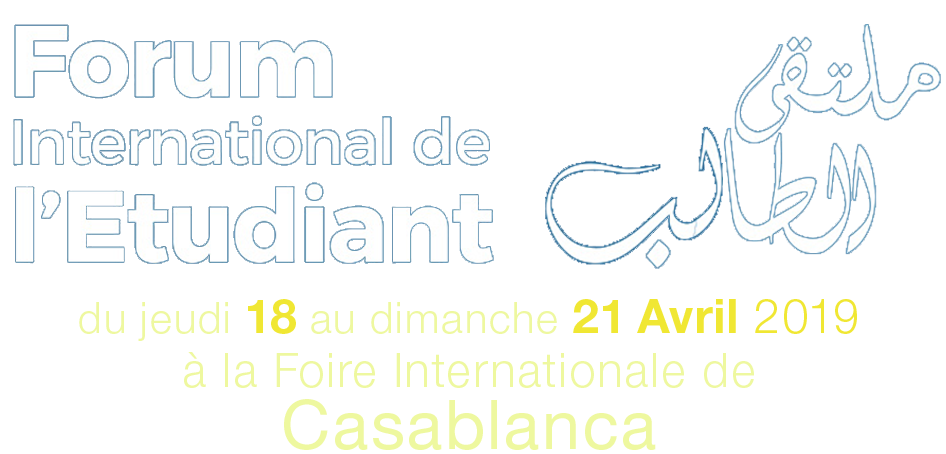 Forum
International de
l'Etudiant
ملتقى
الطالب
du jeudi 18 au dimanche 21 Avril 2019
à la Foire Internationale de
Casablanca